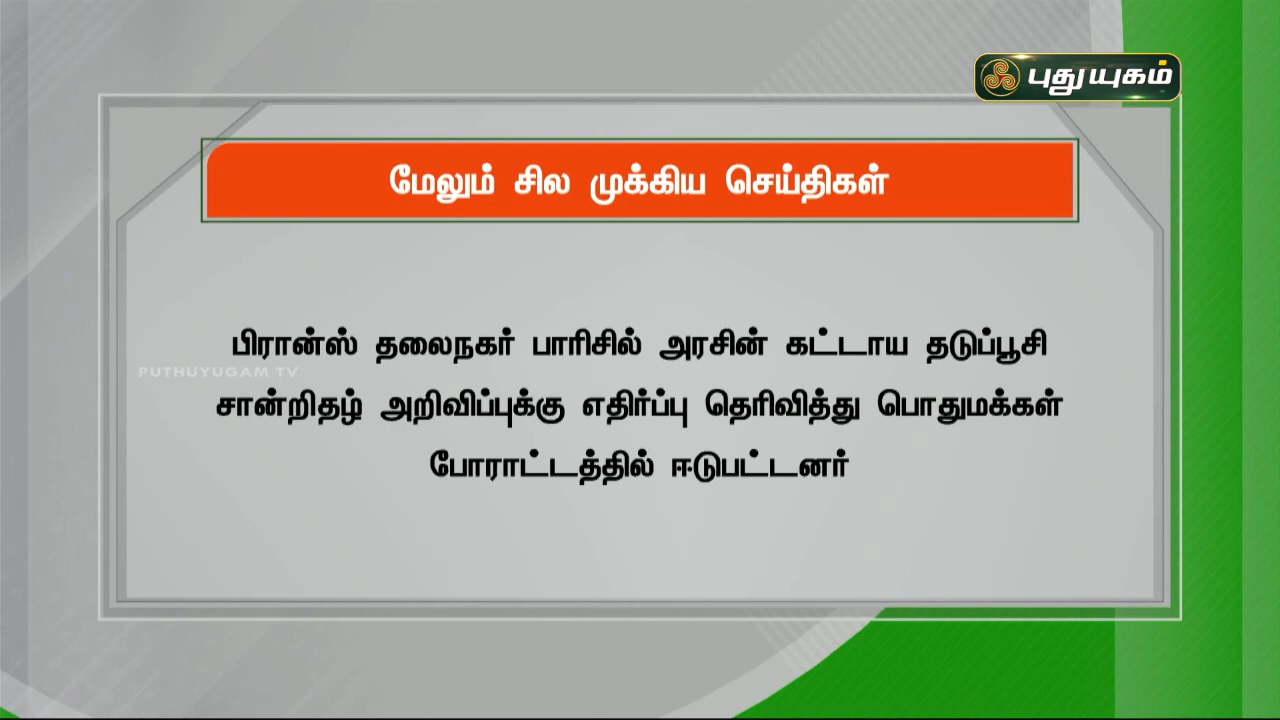 புதுயுகம்
மேலும் சில முக்கிய செய்திகள்
பிரான்ஸ் தலைநகர் பாரிசில் அரசின் கட்டாய தடுப்பூசி
PUTHUYUGAM TV
சான்றிதழ் அறிவிப்புக்கு எதிர்ப்பு தெரிவித்து பொதுமக்கள்
போராட்டத்தில் ஈடுபட்டனர்